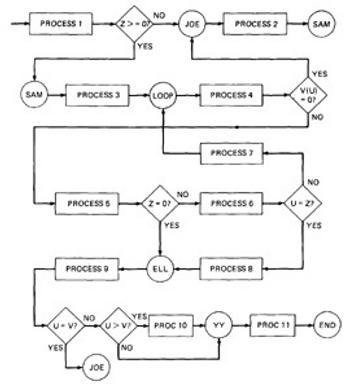 PROCESS 1
Z >= 0?
NO
JOE
PROCESS 2
SAM
YES
YES
SAM
PROCESS 3
LOOP
PROCESS 4
V(U)
= 0?
NO
PROCESS 7
NO
PROCESS 5
Z = 0?
NO
PROCESS 6
U = Z?
YES
YES
PROCESS 9
ELL
PROCESS 8
U = V?
NO
U > V?
YES
PROC 10
YY
PROC 11
END
YES
NO
JOE